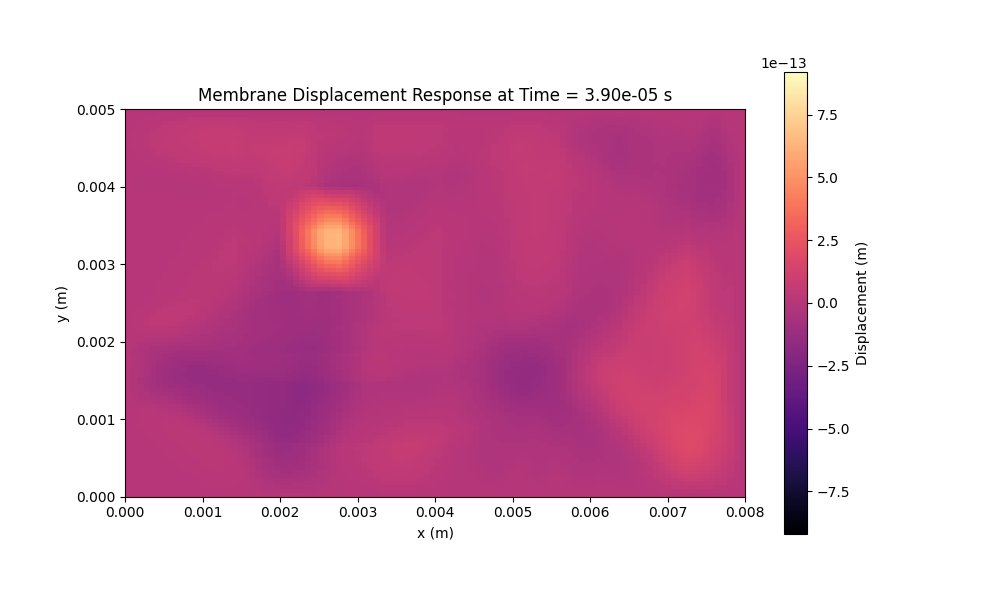 1e−13
Membrane Displacement Response at Time = 3.90e-05 s
0.005
0.004
0.003
0.002
0.001
0.000
y (m)
0.000 0.001 0.002 0.003 0.004 0.005 0.006 0.007 0.008
x (m)
7.5
5.0
2.5
0.0
−2.5
−5.0
−7.5
Displacement (m)